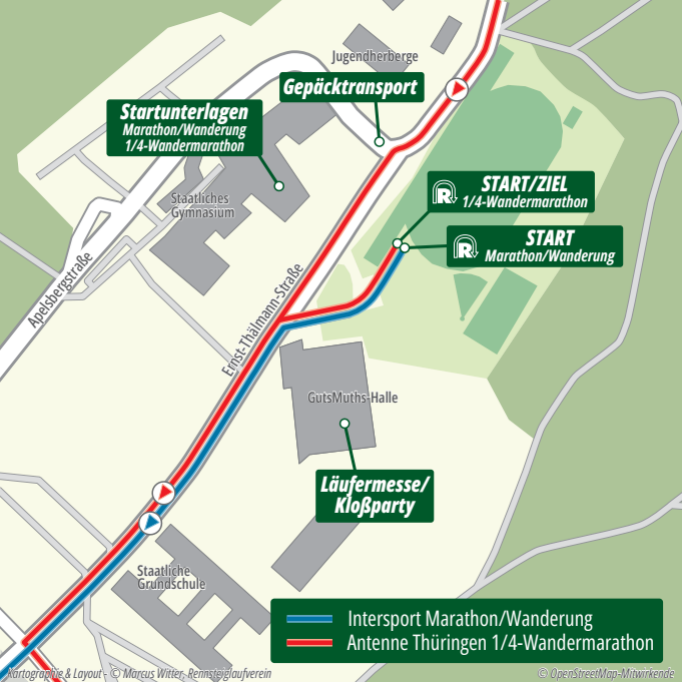 Jugendherberge
Gepäcktransport
Startunterlagen
Marathon/Wanderung
1/4-Wandermarathon
START/ZIEL
1/4-Wandermarathon
Staatliches
Gymnasium
START
Marathon/Wanderung
Apelsbergstraße
Ernst-Thälmann-Straße
GutsMuths-Halle
Läufermesse/
Kloßparty
Staatliche
Grundschule
Intersport Marathon/Wanderung
Antenne Thüringen 1/4-Wandermarathon
Kartographie & Layout - © Marcus Witter, Rennsteiglaufverein
© OpenStreetMap-Mitwirkende